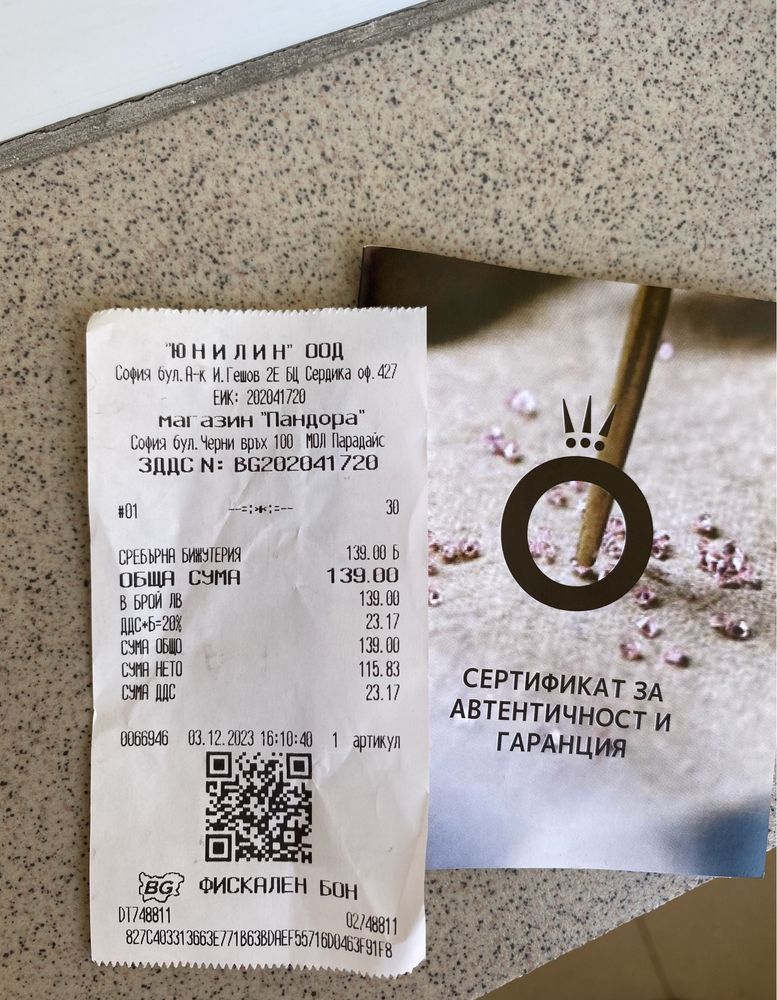 "ЮНИЛИН" ООД
София бул.А-к И.Гешов 2Е БЦ Сердика оф.427
ЕИК: 202041720
магазин "Пандора"
София бул.Черни връх 100 МОЛ Парадайс
ЗДДС N: BG202041720
#01 --=:*:=-- 30
СРЕБЪРНА БИЖУТЕРИЯ 139.00 Б
ОБЩА СУМА 139.00
В БРОЙ ЛВ 139.00
ДДС*Б=20% 23.17
СУМА ОБЩО 139.00
СУМА НЕТО 115.83
СУМА ДДС 23.17
0066946 03.12.2023 16:10:40 1 артикул
BG ФИСКАЛЕН БОН
DT748811 02748811
827C403313663E771B63BDAEF55716D0463F91F8
СЕРТИФИКАТ ЗА
АВТЕНТИЧНОСТ И
ГАРАНЦИЯ